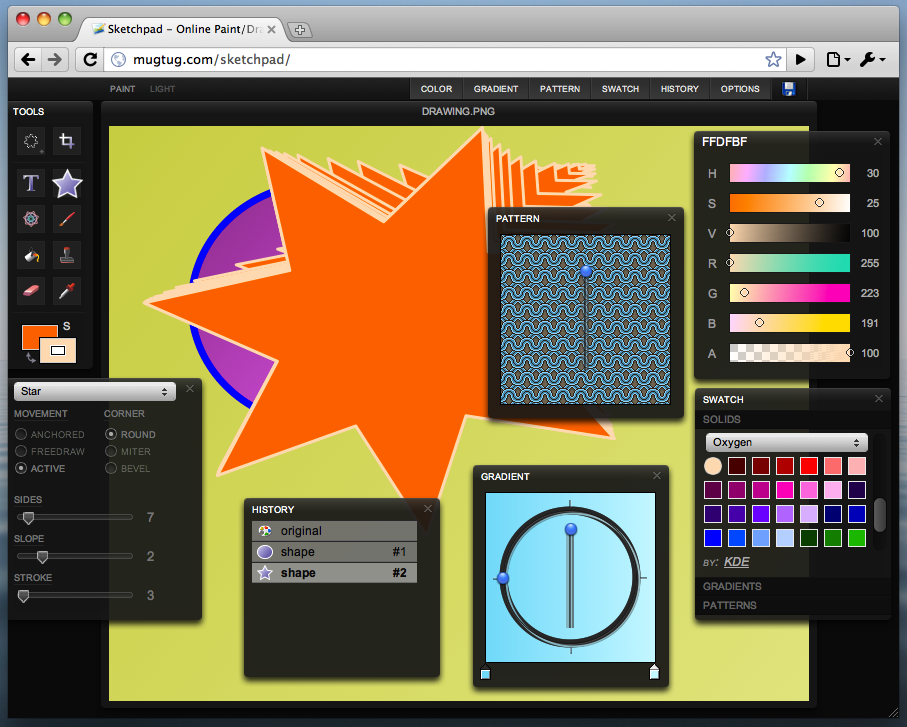 Sketchpad – Online Paint/Dra
mugtug.com/sketchpad/
PAINT LIGHT COLOR GRADIENT PATTERN SWATCH HISTORY OPTIONS
DRAWING.PNG
TOOLS
T
S
FFDFBF
H 30
S 25
V 100
R 255
G 223
B 191
A 100
PATTERN
Star
MOVEMENT CORNER
ANCHORED ROUND
FREEDRAW MITER
ACTIVE BEVEL
SIDES
7
SLOPE
2
STROKE
3
HISTORY
original
shape #1
shape #2
GRADIENT
SWATCH
SOLIDS
Oxygen
BY: KDE
GRADIENTS
PATTERNS